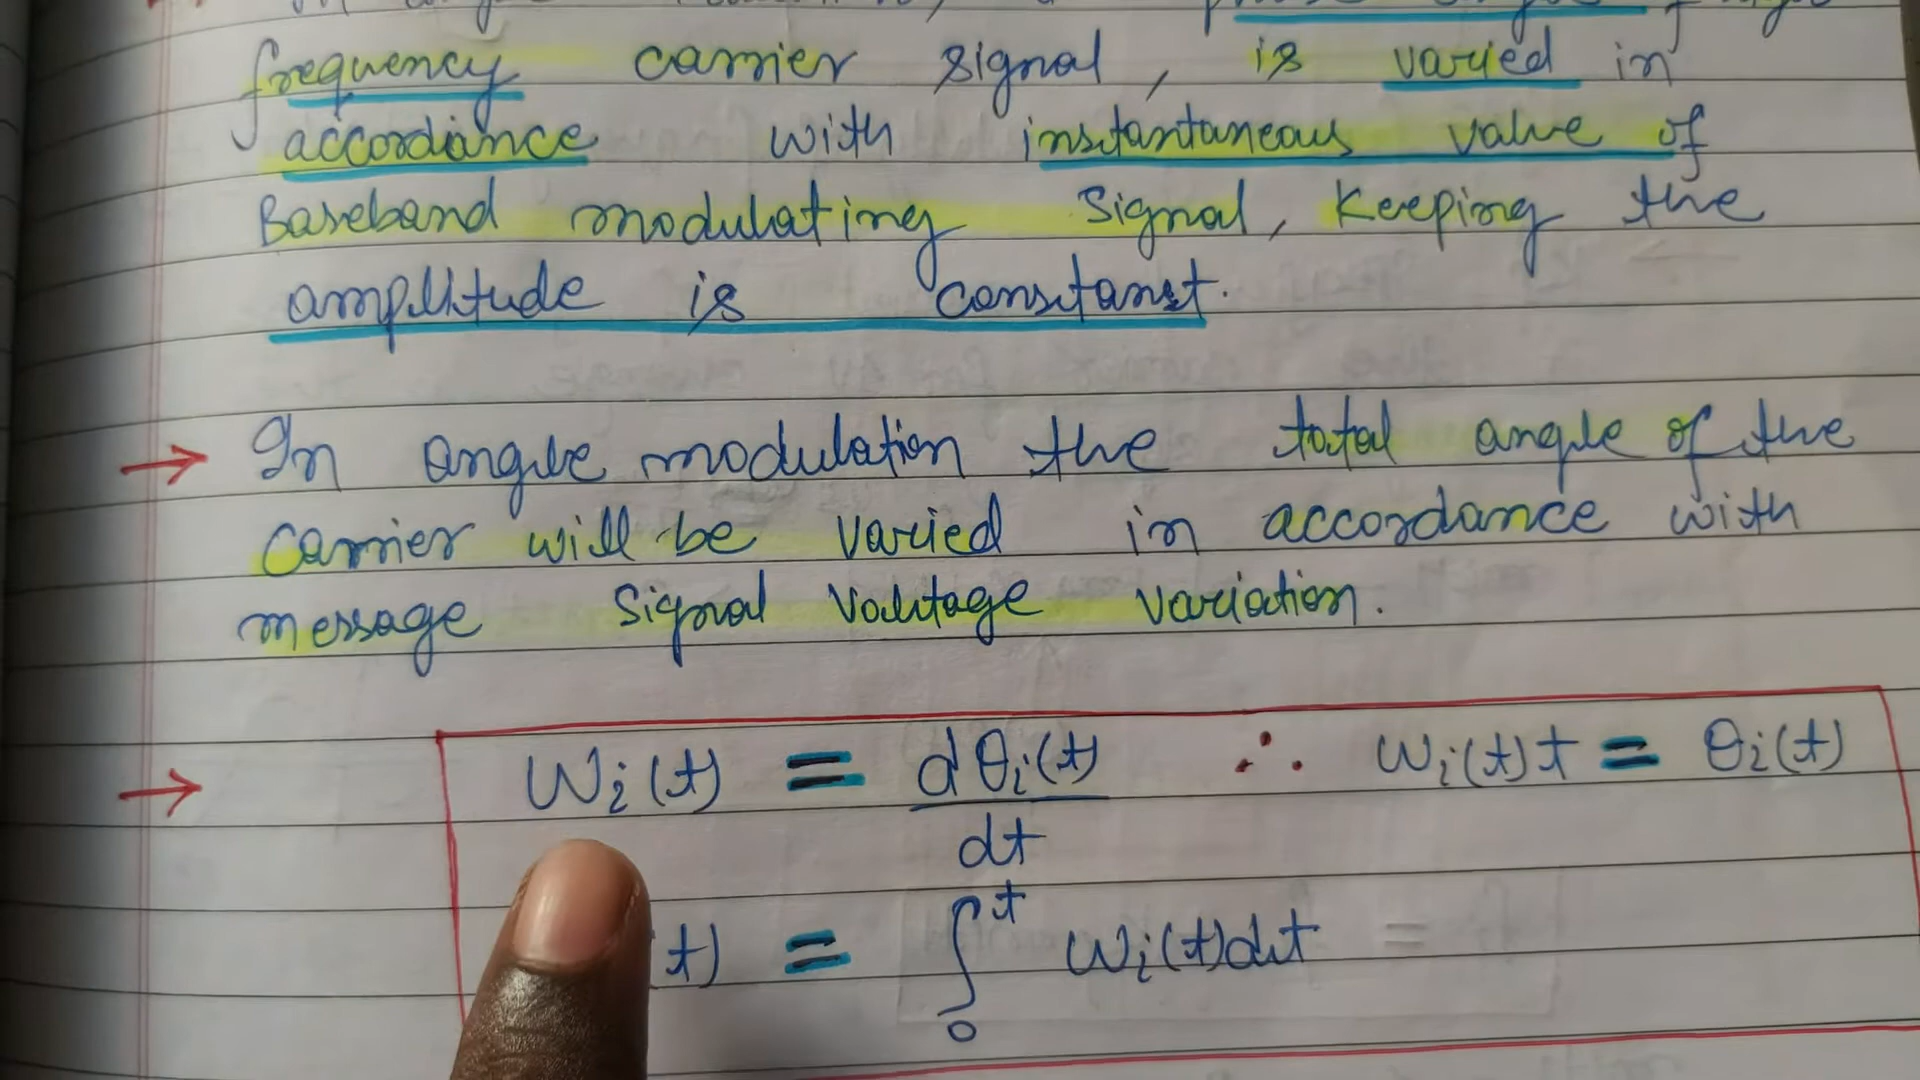 frequency carrier signal, is varied in
accordance with instantaneous value of
Baseband modulating signal, Keeping the
amplitude is constant.
→ In angle modulation the total angle of the
carrier will be varied in accordance with
message signal voltage variation.
→ Wi(t) = dθi(t)/dt ∴ wi(t)t = θi(t)
t) = ∫₀ᵗ wi(t)dt